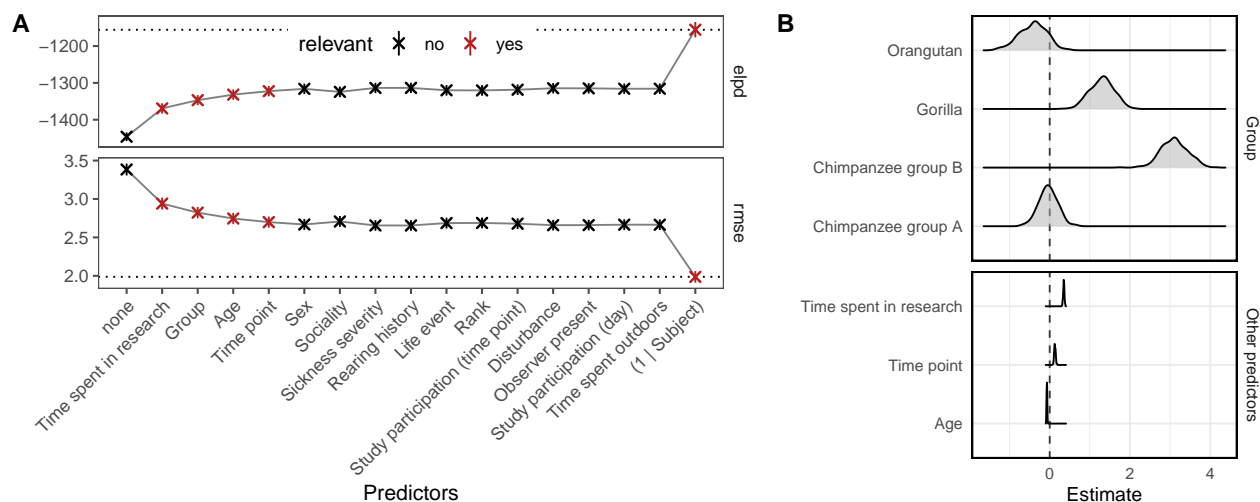 A
relevant no yes
−1200
−1300
−1400
elpd
3.5
3.0
2.5
2.0
rmse
none
Time spent in research
Group
Age
Time point
Sex
Sociality
Sickness severity
Rearing history
Life event
Rank
Study participation (time point)
Disturbance
Observer present
Study participation (day)
Time spent outdoors
(1 | Subject)
Predictors
B
Orangutan
Gorilla
Chimpanzee group B
Chimpanzee group A
Group
Time spent in research
Time point
Age
Other predictors
0 2 4
Estimate